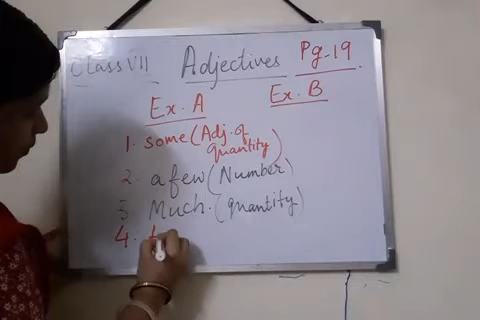 Class VII Adjectives Pg-19
Ex. A Ex. B
1. some (Adj. of
quantity)
2. a few (Number)
3 Much. (quantity)
4.